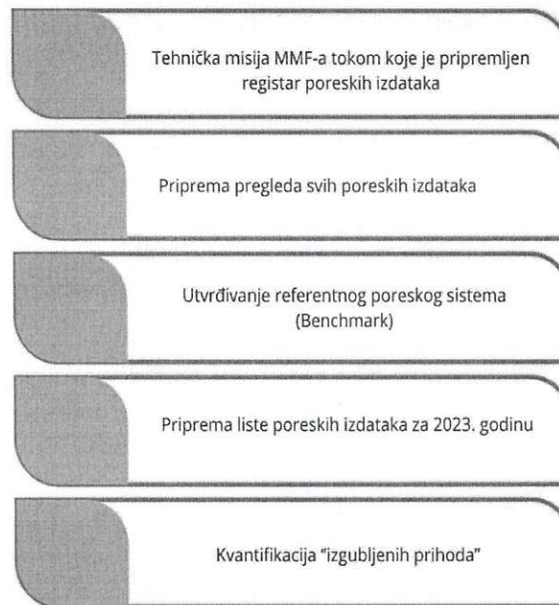 Tehnička misija MMF-a tokom koje je pripremljen
registar poreskih izdataka
Priprema pregleda svih poreskih izdataka
Utvrđivanje referentnog poreskog sistema
(Benchmark)
Priprema liste poreskih izdataka za 2023. godinu
Kvantifikacija "izgubljenih prihoda"